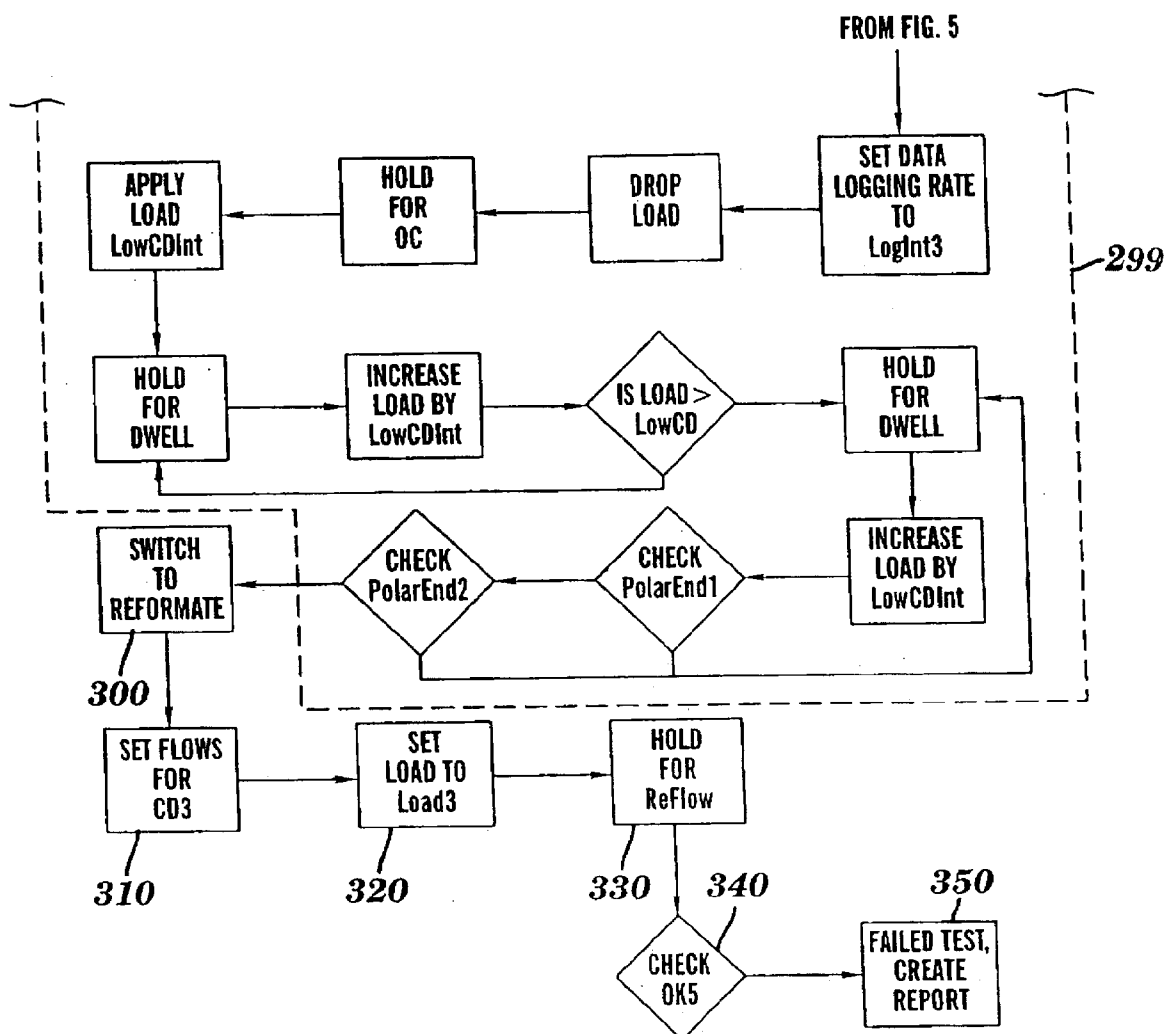 FROM FIG. 5
APPLY
LOAD
LowCDInt
HOLD
FOR
OC
DROP
LOAD
SET DATA
LOGGING RATE
TO
LogInt3
299
HOLD
FOR
DWELL
INCREASE
LOAD BY
LowCDInt
IS LOAD >
LowCD
HOLD
FOR
DWELL
SWITCH
TO
REFORMATE
300
CHECK
PolarEnd2
CHECK
PolarEnd1
INCREASE
LOAD BY
LowCDInt
SET FLOWS
FOR
CD3
310
SET
LOAD TO
Load3
320
HOLD
FOR
ReFlow
330
340
CHECK
OK5
350
FAILED TEST,
CREATE
REPORT